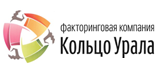 факторинговая компания
Кольцо Урала